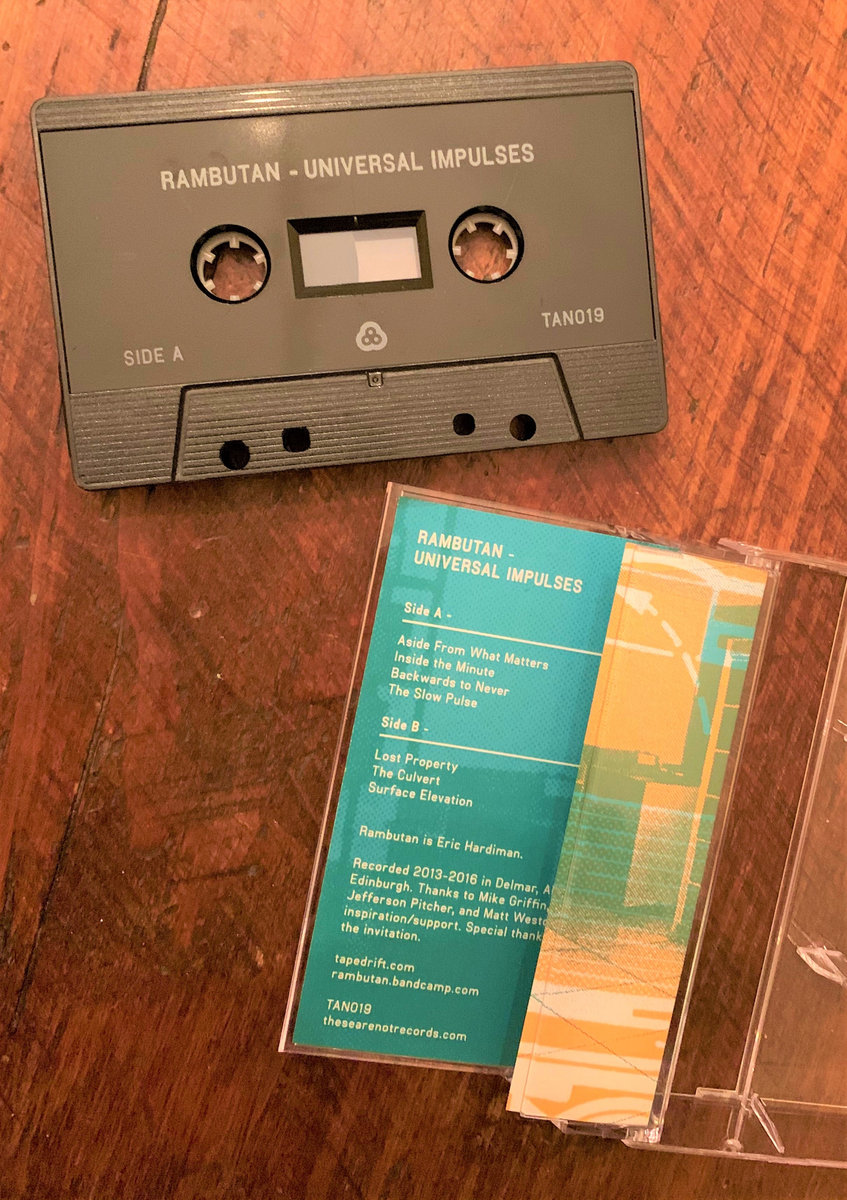 RAMBUTAN - UNIVERSAL IMPULSES
SIDE A
TAN019
RAMBUTAN -
UNIVERSAL IMPULSES
Side A -
Aside From What Matters
Inside the Minute
Backwards to Never
The Slow Pulse
Side B -
Lost Property
The Culvert
Surface Elevation
Rambutan is Eric Hardiman.
Recorded 2013-2016 in Delmar,
Edinburgh. Thanks to Mike Griffin,
Jefferson Pitcher, and Matt
inspiration/support. Special
the invitation.
tapedrift.com
rambutan.bandcamp.com
TAN019
thesearenotrecords.com